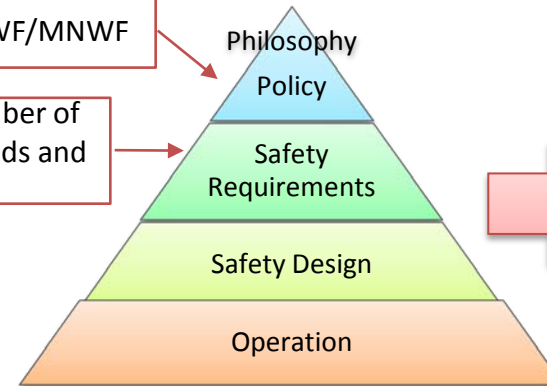 WF/MNWF
Philosophy
Policy
ber of
ds and
Safety
Requirements
Safety Design
Operation